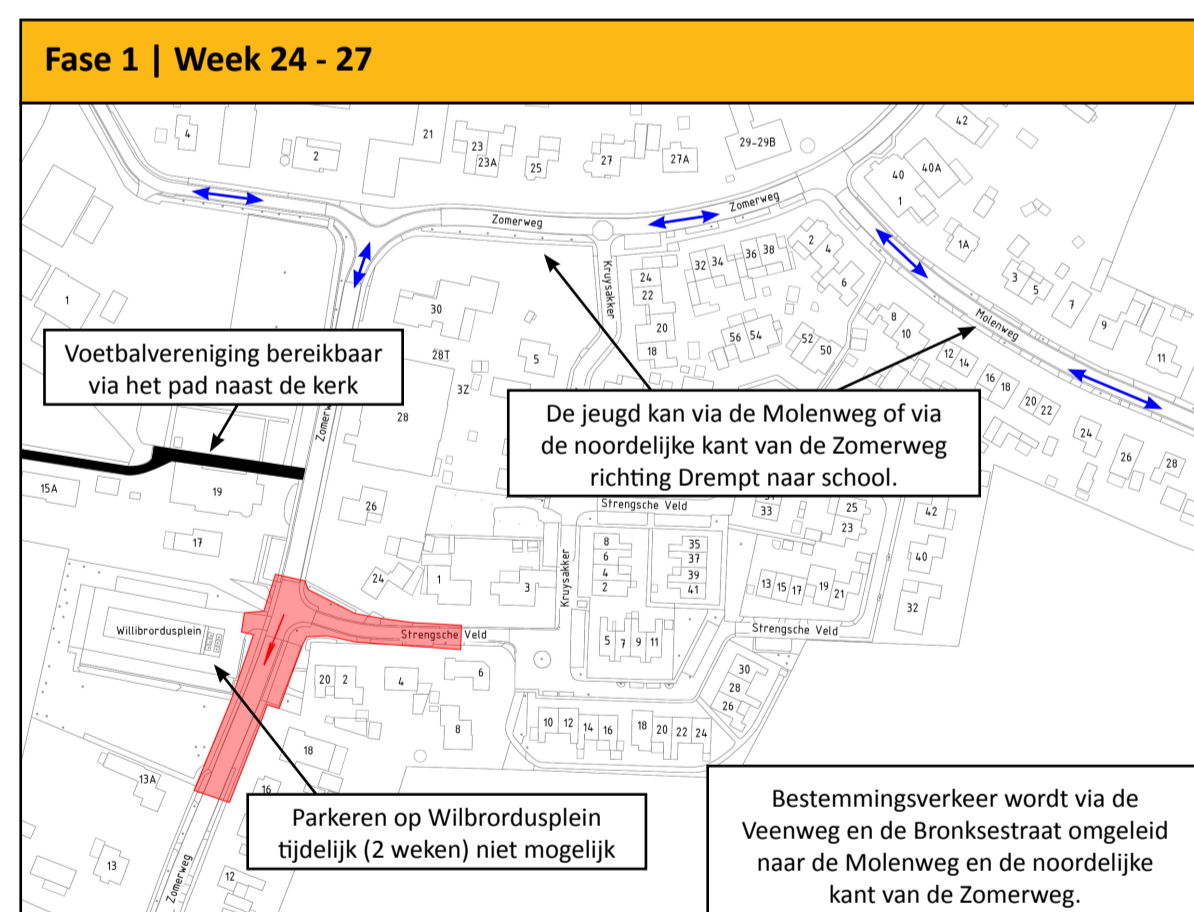 Fase 1 | Week 24 - 27
42
4
21
2
23
23A
25
27
27A
29-29B
40
40A
1
1A
Zomerweg
Zomerweg
Kruysakker
24
22
20
18
32 34
36 38
2
4
6
3
5
7
9
11
Molenweg
8
10
12 14
16 18
20 22
24
26
28
56 54
52
50
1
30
28T
5
3Z
28
Voetbalvereniging bereikbaar
via het pad naast de kerk
De jeugd kan via de Molenweg of via
de noordelijke kant van de Zomerweg
richting Drempt naar school.
15A
19
17
26
24
1
3
Strengsche Veld
33
25
23
42
40
32
Kruysakker
8
6
4
2
35
37
39
41
13 15 17 19 21
5 7 9 11
Strengsche Veld
Willibrordusplein
Strengsche Veld
20 2
4
6
8
18
16
10 12 14 16
18 20 22 24
30
28
26
13A
13
12
Zomerweg
Parkeren op Wilbrordusplein
tijdelijk (2 weken) niet mogelijk
Bestemmingsverkeer wordt via de
Veenweg en de Bronksestraat omgeleid
naar de Molenweg en de noordelijke
kant van de Zomerweg.